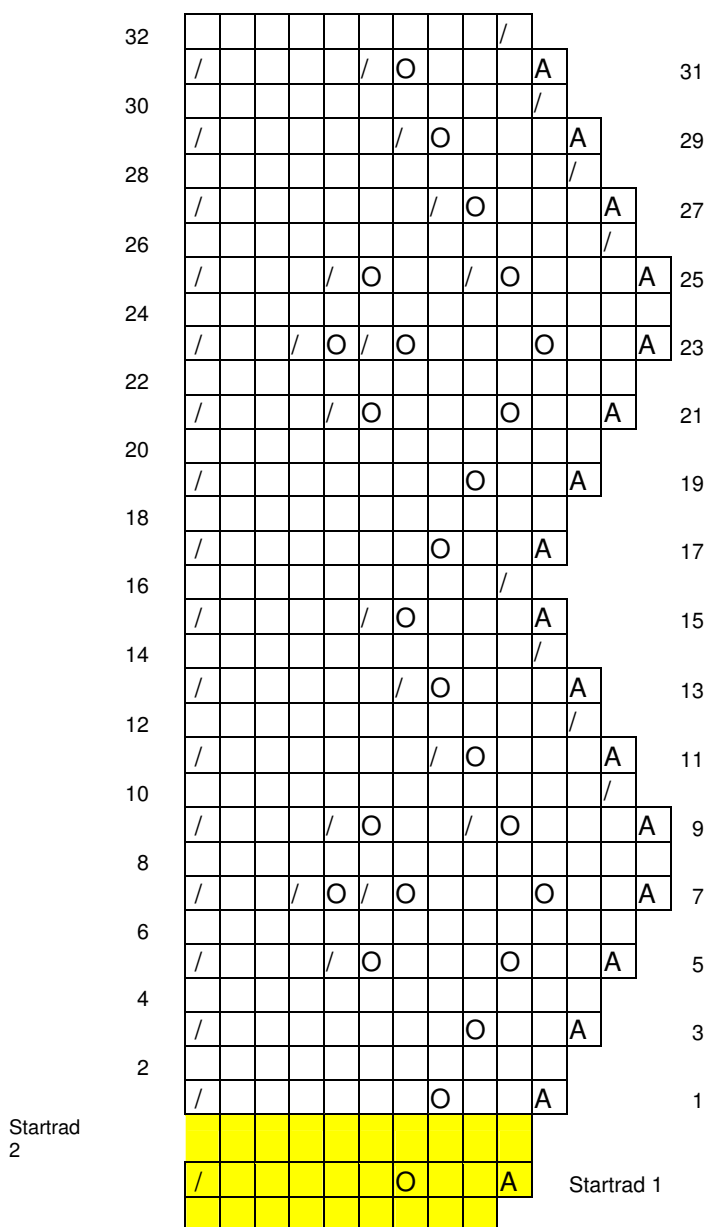 32 /
/ / O A 31
30 /
/ / O A 29
28 /
/ / O A 27
26 /
/ / O / O A 25
24
/ / O / O O A 23
22
/ / O O A 21
20
/ O A 19
18
/ O A 17
16 /
/ / O A 15
14 /
/ / O A 13
12 /
/ / O A 11
10 /
/ / O / O A 9
8
/ / O / O O A 7
6
/ / O O A 5
4
/ O A 3
2
/ O A 1
Startrad
2
/ O A Startrad 1